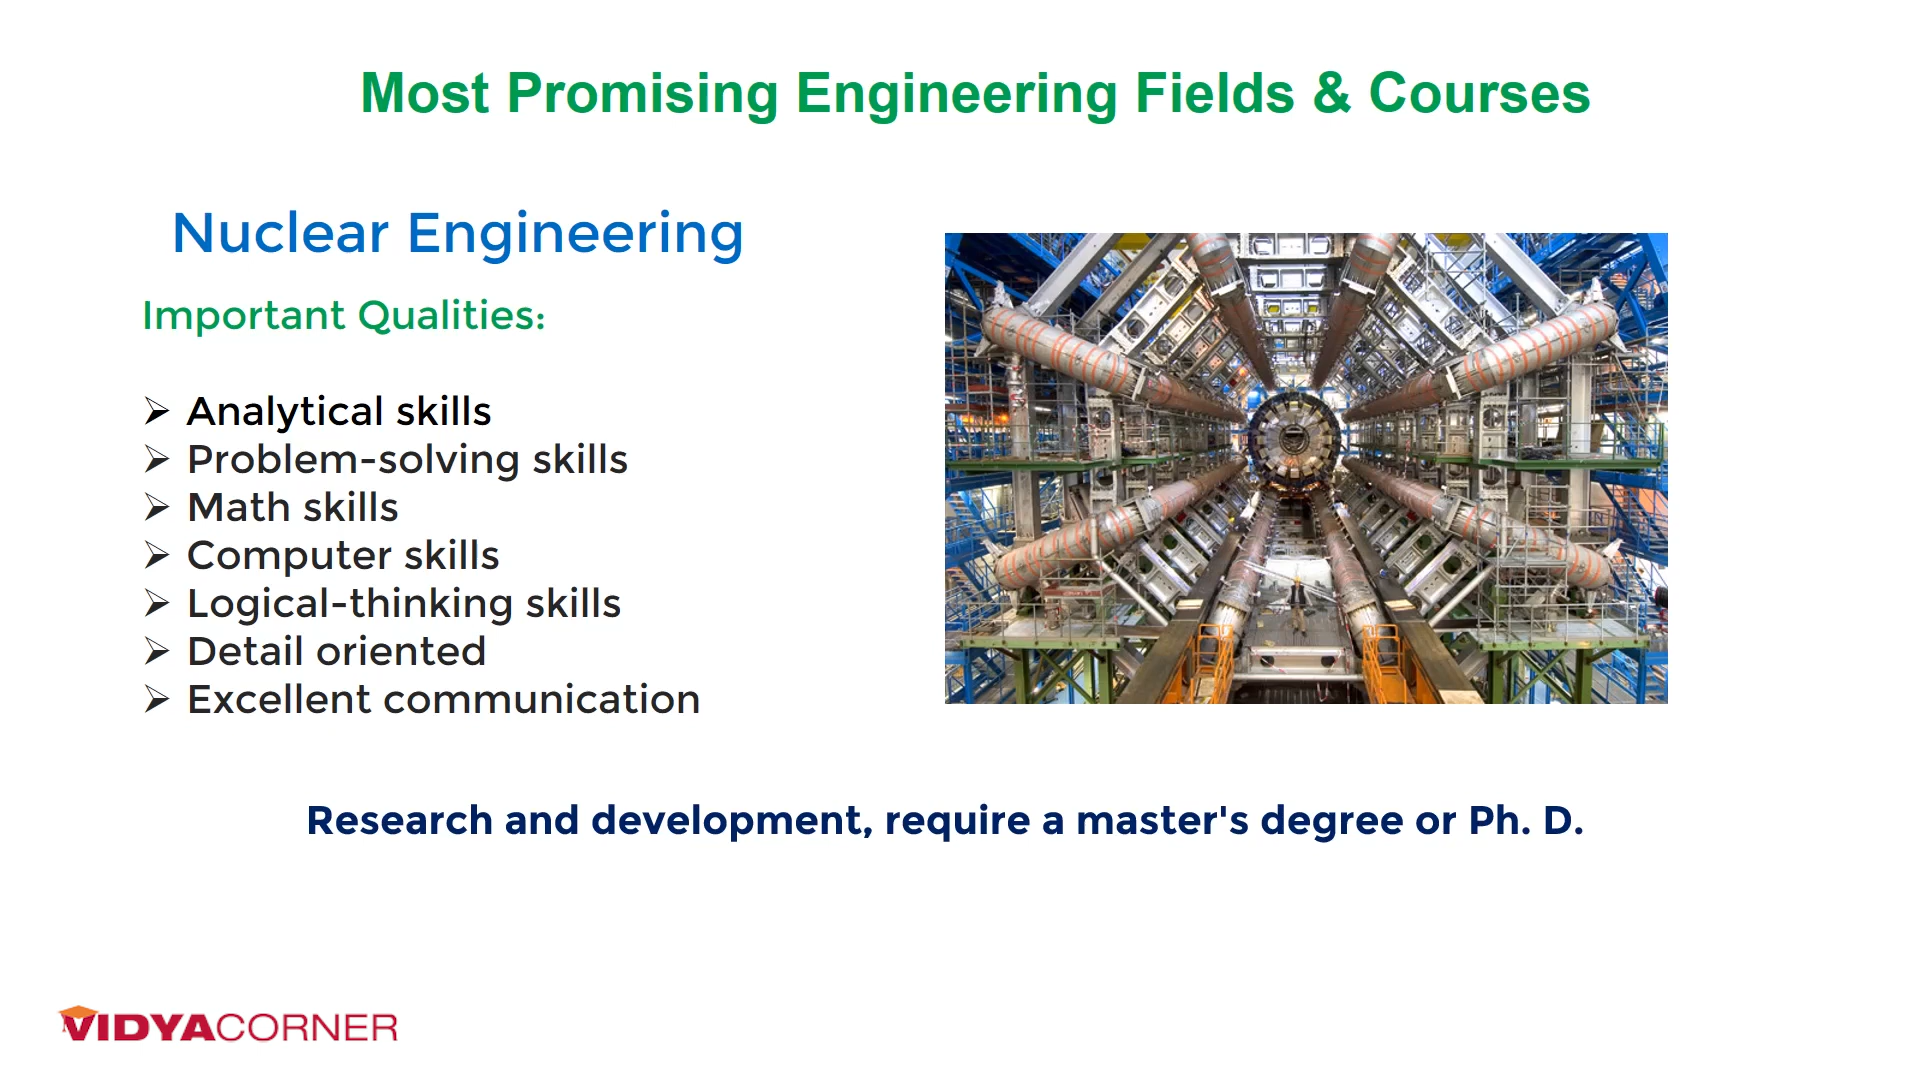 Most Promising Engineering Fields & Courses
Nuclear Engineering
Important Qualities:
➢ Analytical skills
➢ Problem-solving skills
➢ Math skills
➢ Computer skills
➢ Logical-thinking skills
➢ Detail oriented
➢ Excellent communication
Research and development, require a master's degree or Ph. D.
VIDYACORNER